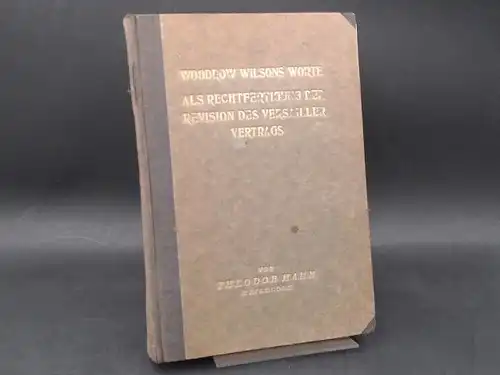 WOODROW WILSONS WORTE
ALS RECHTFERTIGUNG DER
REVISION DES VERSAILLER
VERTRAGS
VON
THEODOR HAHN